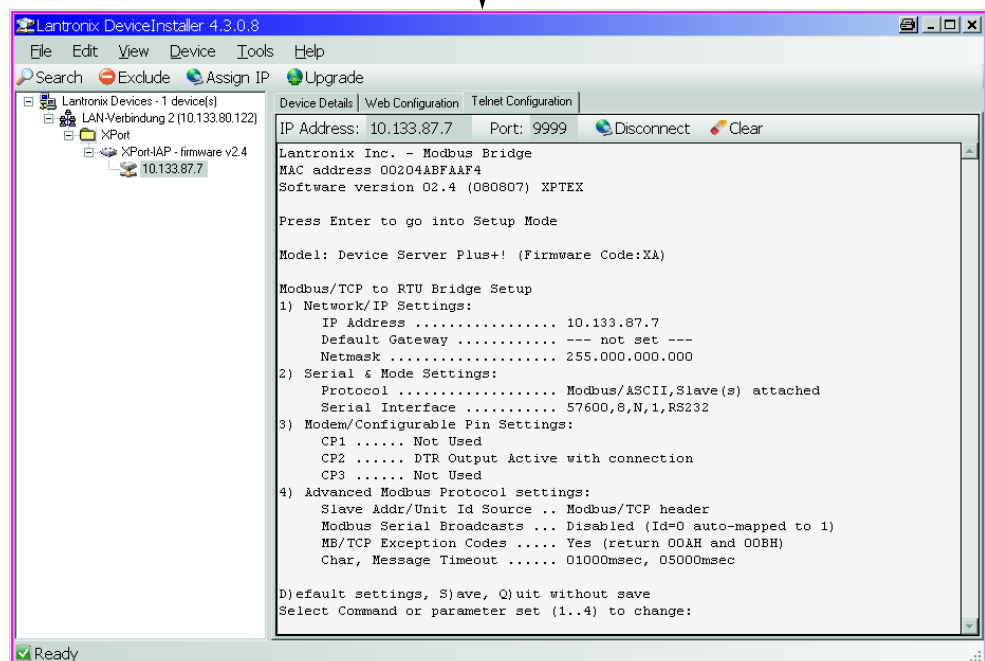 Lantronix DeviceInstaller 4.3.0.8
File Edit View Device Tools Help
Search Exclude Assign IP Upgrade
Lantronix Devices - 1 device(s)
LAN-Verbindung 2 (10.133.80.122)
XPort
XPort-IAP - firmware v2.4
10.133.87.7
Device Details Web Configuration Telnet Configuration
IP Address: 10.133.87.7 Port: 9999 Disconnect Clear
Lantronix Inc. - Modbus Bridge
MAC address 00204ABFAAF4
Software version 02.4 (080807) XPTEX
Press Enter to go into Setup Mode
Model: Device Server Plus+! (Firmware Code:XA)
Modbus/TCP to RTU Bridge Setup
1) Network/IP Settings:
IP Address ................. 10.133.87.7
Default Gateway ............ --- not set ---
Netmask .................... 255.000.000.000
2) Serial & Mode Settings:
Protocol ................... Modbus/ASCII,Slave(s) attached
Serial Interface ........... 57600,8,N,1,RS232
3) Modem/Configurable Pin Settings:
CP1 ...... Not Used
CP2 ...... DTR Output Active with connection
CP3 ...... Not Used
4) Advanced Modbus Protocol settings:
Slave Addr/Unit Id Source .. Modbus/TCP header
Modbus Serial Broadcasts ... Disabled (Id=0 auto-mapped to 1)
MB/TCP Exception Codes ..... Yes (return 00AH and 00BH)
Char, Message Timeout ...... 01000msec, 05000msec
D)efault settings, S)ave, Q)uit without save
Select Command or parameter set (1..4) to change:
Ready